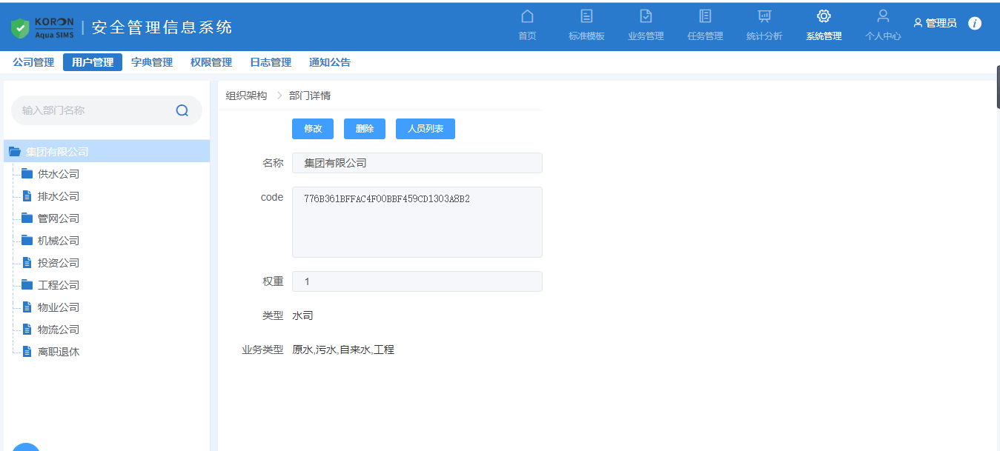 KORON
Aqua SIMS
安全管理信息系统
首页
标准模板
业务管理
任务管理
统计分析
系统管理
个人中心
管理员
公司管理 用户管理 字典管理 权限管理 日志管理 通知公告
输入部门名称
集团有限公司
供水公司
排水公司
管网公司
机械公司
投资公司
工程公司
物业公司
物流公司
离职退休
组织架构 > 部门详情
修改 删除 人员列表
名称 集团有限公司
code 776B361BFFAC4F00BBF459CD1303A8B2
权重 1
类型 水司
业务类型 原水,污水,自来水,工程